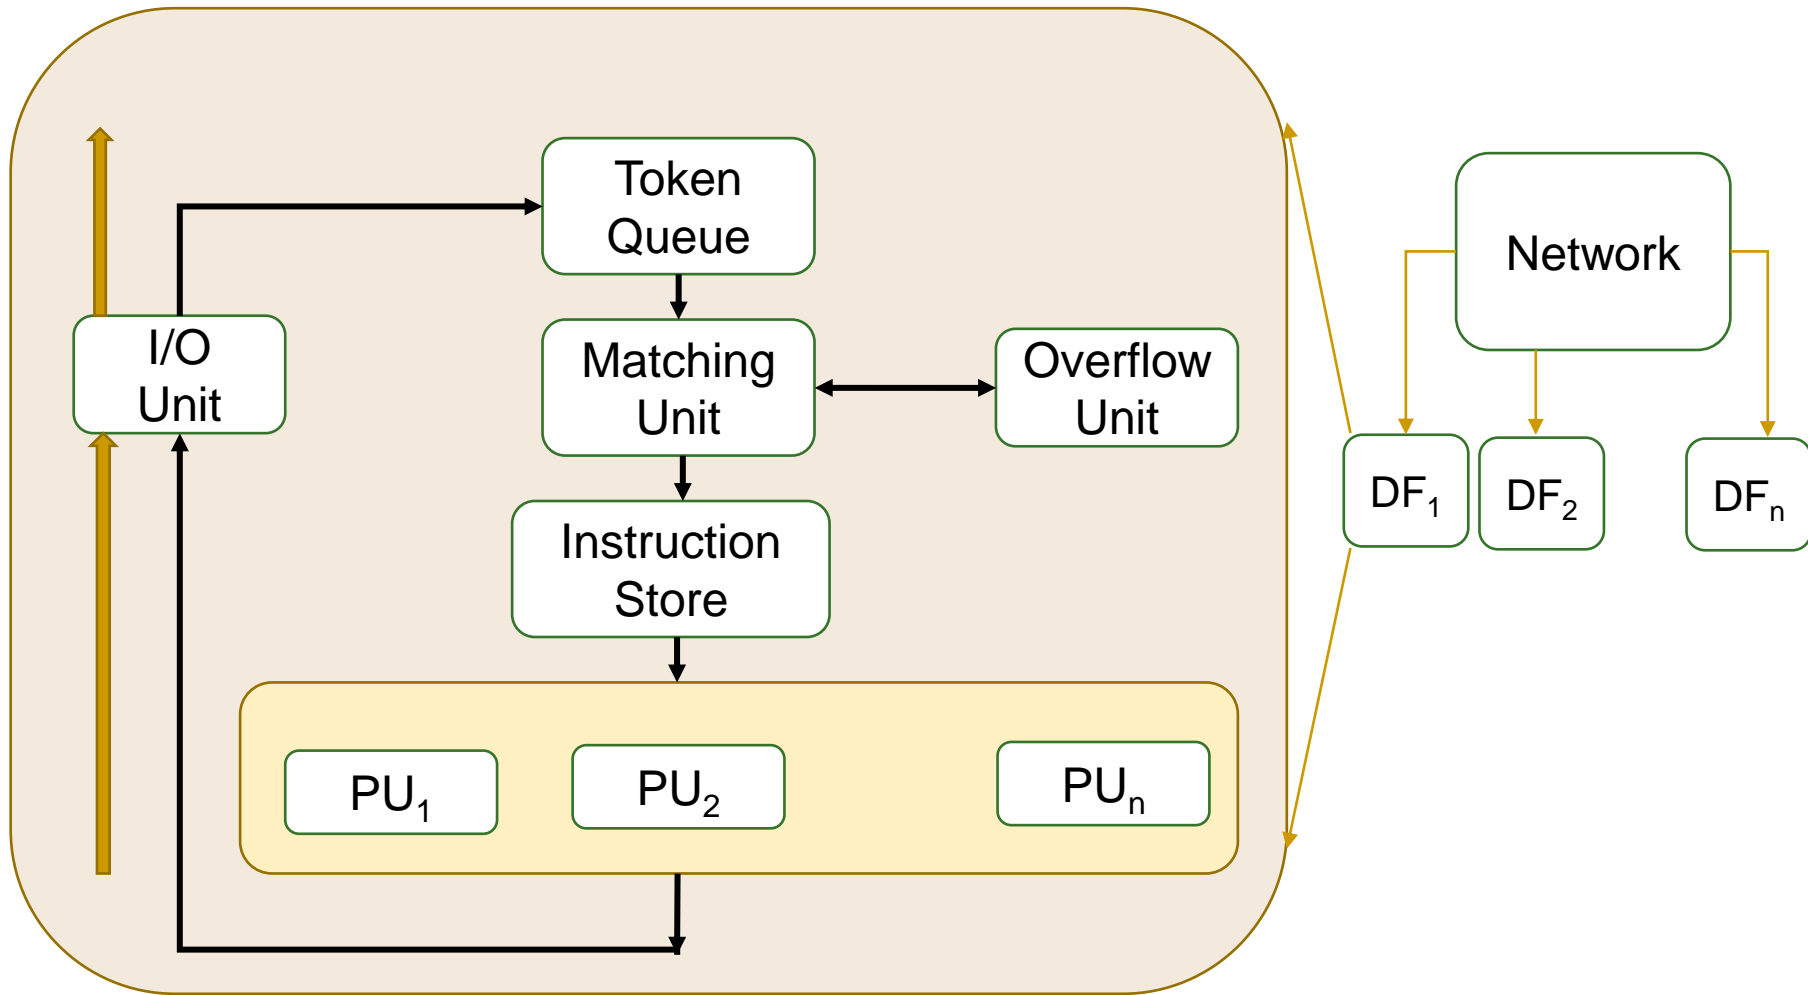 Token
Queue
Network
I/O
Unit
Matching
Unit
Overflow
Unit
DF₁
DF₂
DFₙ
Instruction
Store
PU₁
PU₂
PUₙ